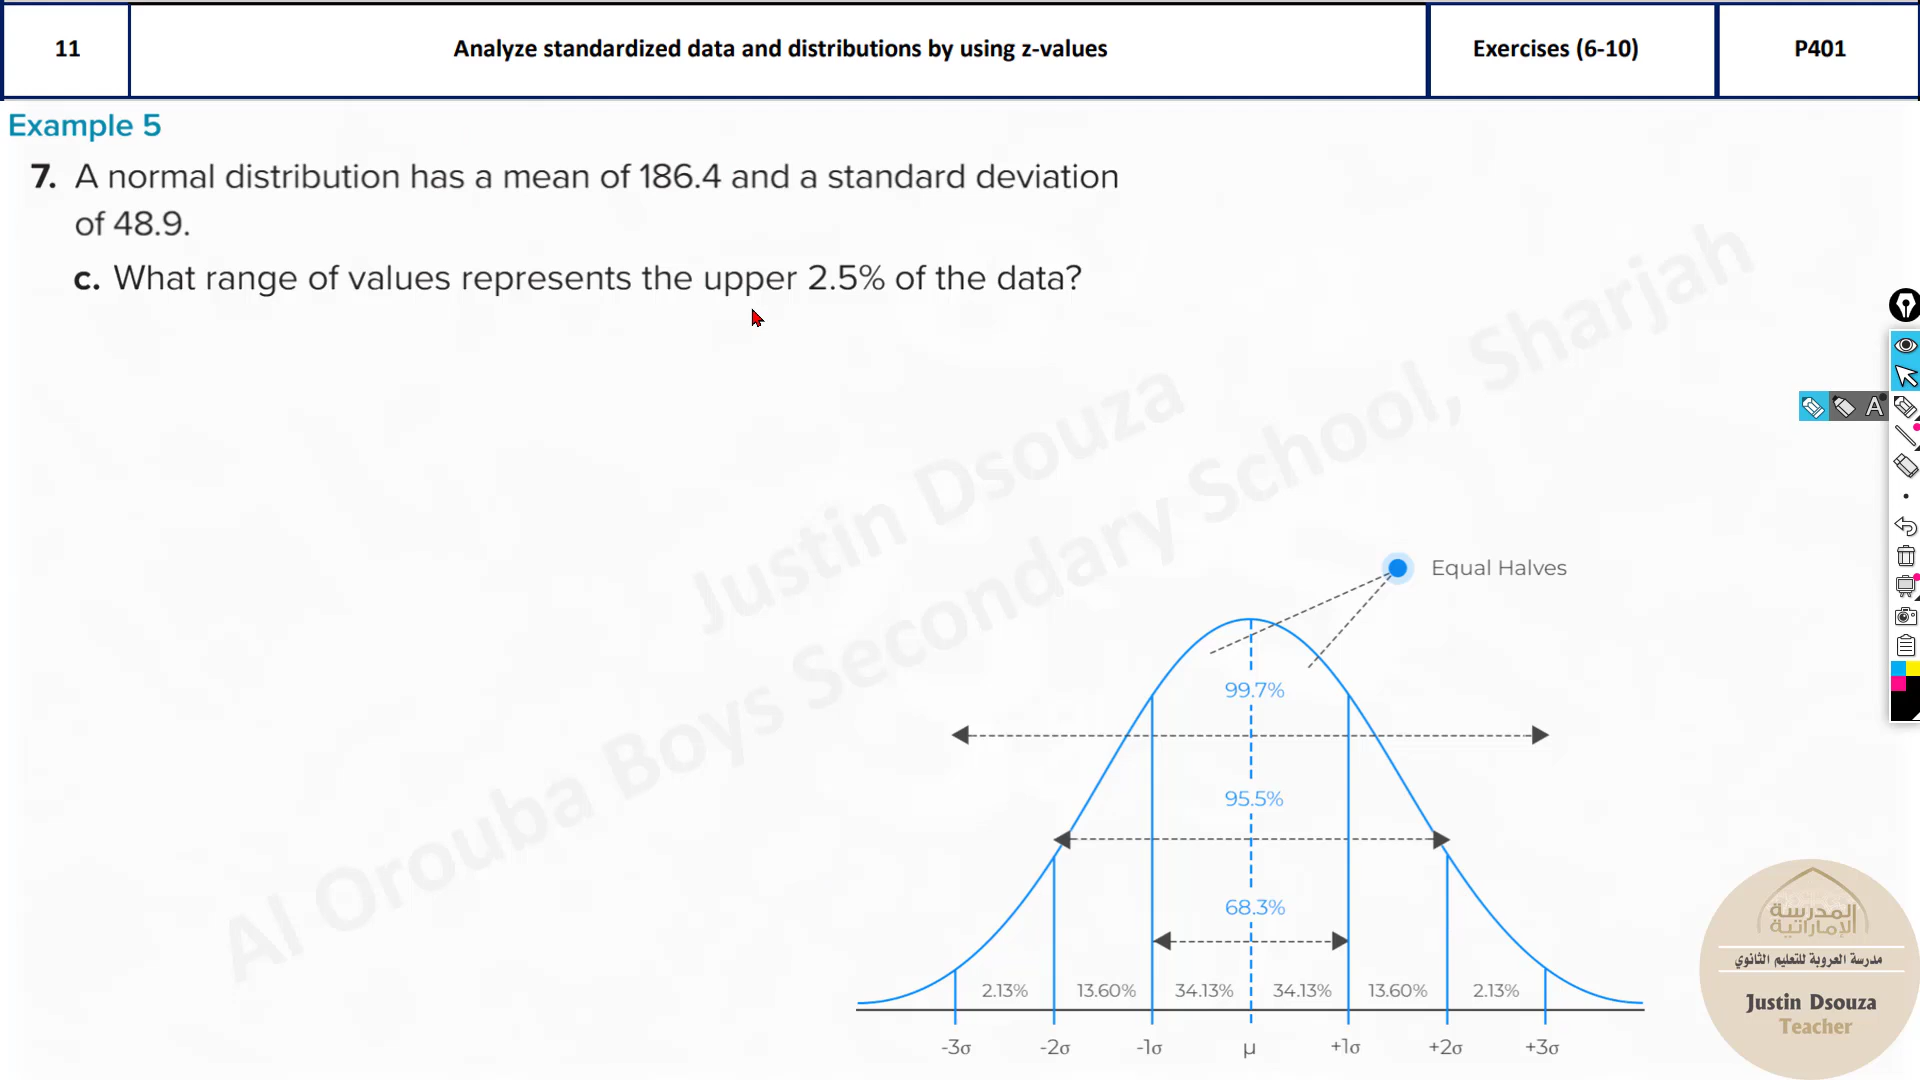 11
Analyze standardized data and distributions by using z-values
Exercises (6-10)
P401
Example 5
7. A normal distribution has a mean of 186.4 and a standard deviation
of 48.9.
c. What range of values represents the upper 2.5% of the data?
Justin Dsouza
Al Orouba Boys Secondary School, Sharjah
A
Equal Halves
99.7%
95.5%
68.3%
2.13% 13.60% 34.13% 34.13% 13.60% 2.13%
-3σ -2σ -1σ μ +1σ +2σ +3σ
المدرسة
الإماراتية
مدرسة العروبة للتعليم الثانوي
Justin Dsouza
Teacher